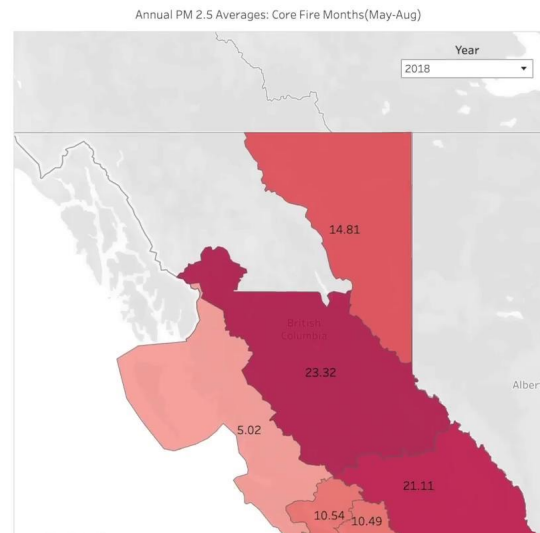 Annual PM 2.5 Averages: Core Fire Months(May-Aug)
Year
2018
14.81
British
Columbia
23.32
Alber
5.02
21.11
10.54
10.49